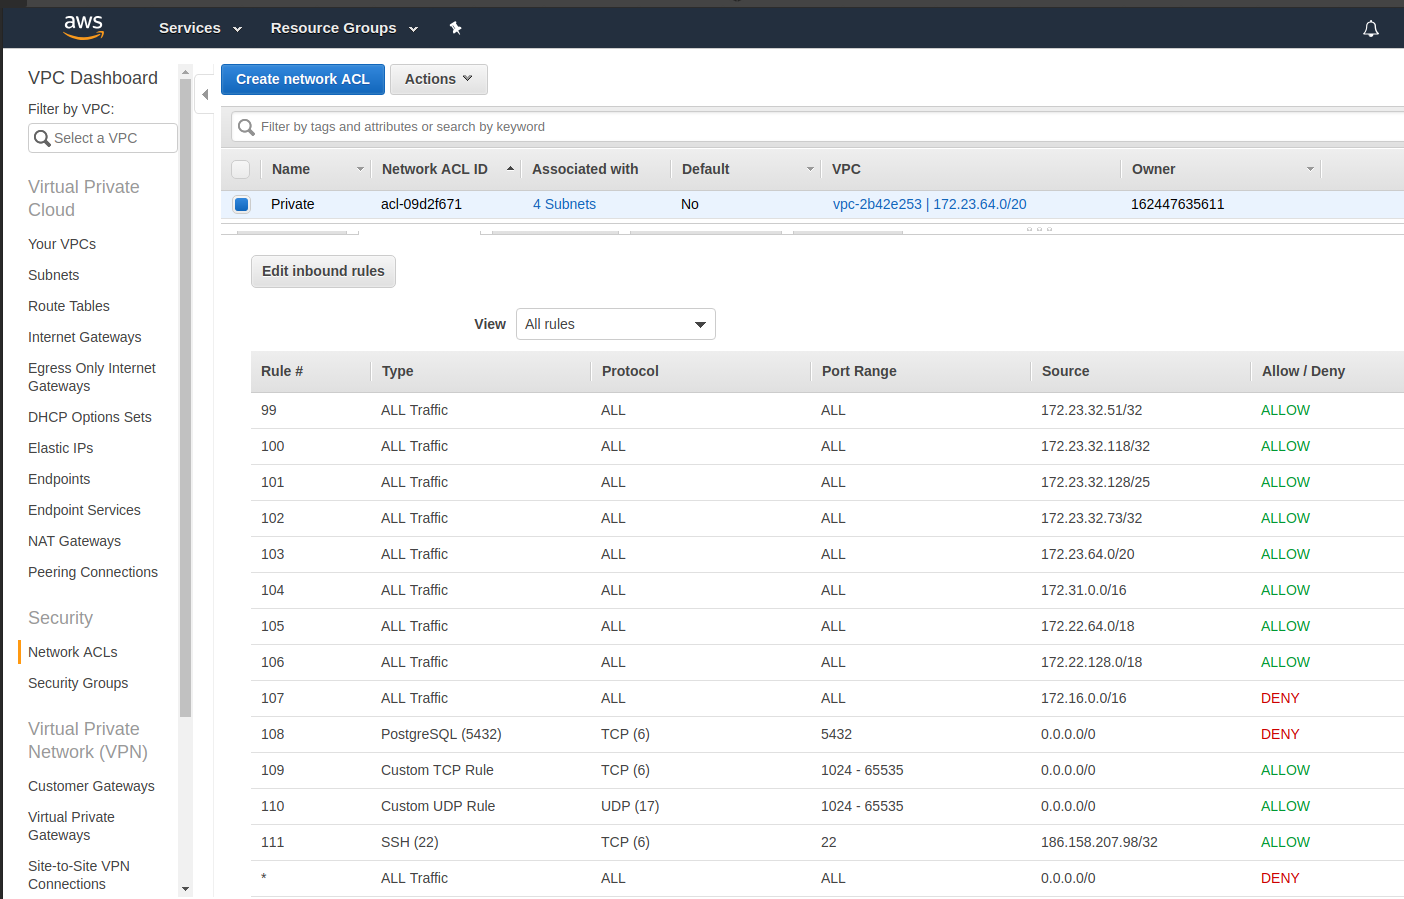 aws Services Resource Groups
VPC Dashboard
Filter by VPC:
Select a VPC
Virtual Private
Cloud
Your VPCs
Subnets
Route Tables
Internet Gateways
Egress Only Internet
Gateways
DHCP Options Sets
Elastic IPs
Endpoints
Endpoint Services
NAT Gateways
Peering Connections
Security
Network ACLs
Security Groups
Virtual Private
Network (VPN)
Customer Gateways
Virtual Private
Gateways
Site-to-Site VPN
Connections
Create network ACL Actions
Filter by tags and attributes or search by keyword
Name Network ACL ID Associated with Default VPC Owner
Private acl-09d2f671 4 Subnets No vpc-2b42e253 | 172.23.64.0/20 162447635611
Edit inbound rules
View All rules
Rule # Type Protocol Port Range Source Allow / Deny
99 ALL Traffic ALL ALL 172.23.32.51/32 ALLOW
100 ALL Traffic ALL ALL 172.23.32.118/32 ALLOW
101 ALL Traffic ALL ALL 172.23.32.128/25 ALLOW
102 ALL Traffic ALL ALL 172.23.32.73/32 ALLOW
103 ALL Traffic ALL ALL 172.23.64.0/20 ALLOW
104 ALL Traffic ALL ALL 172.31.0.0/16 ALLOW
105 ALL Traffic ALL ALL 172.22.64.0/18 ALLOW
106 ALL Traffic ALL ALL 172.22.128.0/18 ALLOW
107 ALL Traffic ALL ALL 172.16.0.0/16 DENY
108 PostgreSQL (5432) TCP (6) 5432 0.0.0.0/0 DENY
109 Custom TCP Rule TCP (6) 1024 - 65535 0.0.0.0/0 ALLOW
110 Custom UDP Rule UDP (17) 1024 - 65535 0.0.0.0/0 ALLOW
111 SSH (22) TCP (6) 22 186.158.207.98/32 ALLOW
* ALL Traffic ALL ALL 0.0.0.0/0 DENY